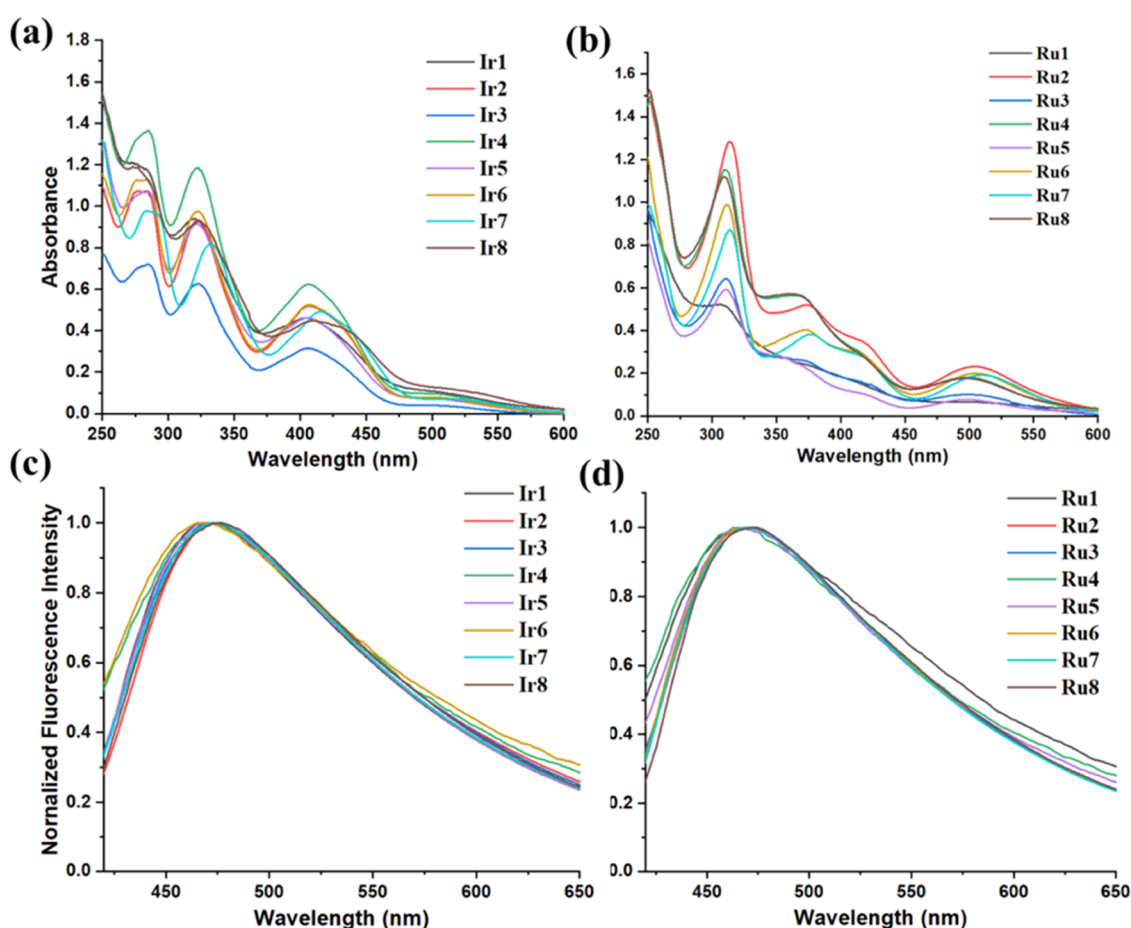 (a)
Absorbance
1.8
1.6
1.4
1.2
1.0
0.8
0.6
0.4
0.2
0.0
250 300 350 400 450 500 550 600
Wavelength (nm)
Ir1
Ir2
Ir3
Ir4
Ir5
Ir6
Ir7
Ir8
(b)
1.6
1.4
1.2
1.0
0.8
0.6
0.4
0.2
0.0
250 300 350 400 450 500 550 600
Wavelength (nm)
Ru1
Ru2
Ru3
Ru4
Ru5
Ru6
Ru7
Ru8
(c)
Normalized Fluorescence Intensity
1.0
0.8
0.6
0.4
0.2
0.0
450 500 550 600 650
Wavelength (nm)
Ir1
Ir2
Ir3
Ir4
Ir5
Ir6
Ir7
Ir8
(d)
1.0
0.8
0.6
0.4
0.2
0.0
450 500 550 600 650
Wavelength (nm)
Ru1
Ru2
Ru3
Ru4
Ru5
Ru6
Ru7
Ru8